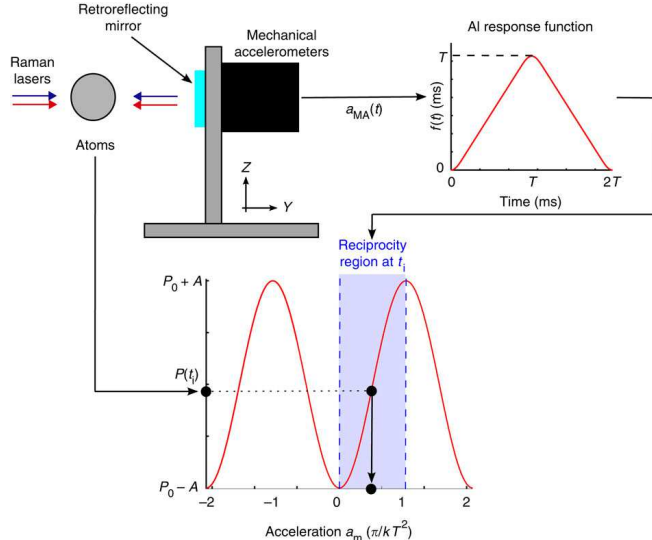 Retroreflecting
mirror
Mechanical
accelerometers
AI response function
Raman
lasers
Atoms
Z
Y
a_MA(t)
f(t) (ms)
T
0
0
T
2T
Time (ms)
Reciprocity
region at t_i
P_0 + A
P(t_i)
P_0 − A
−2
−1
0
1
2
Acceleration a_m (π/kT^2)